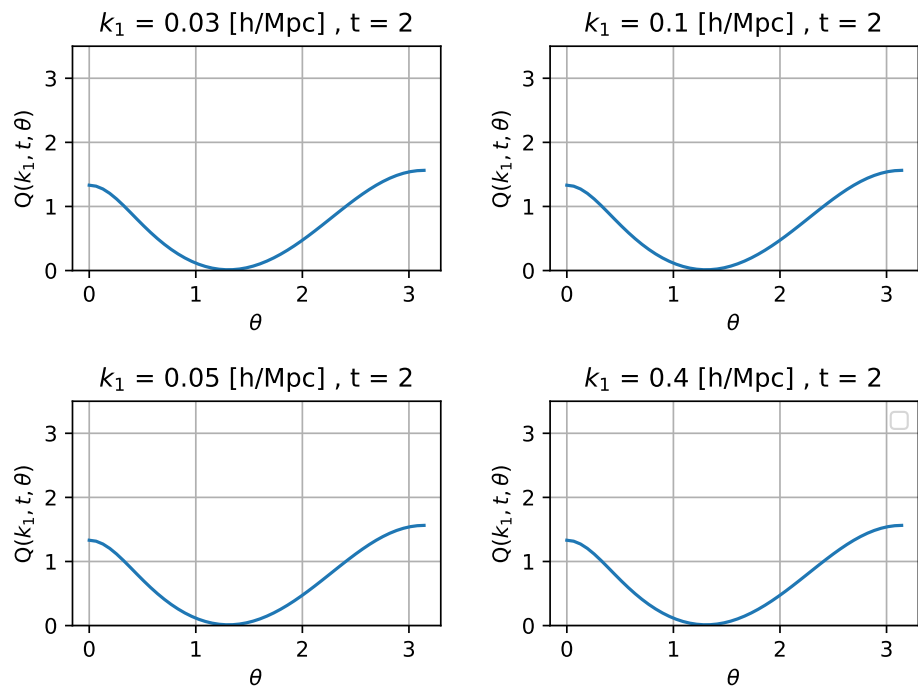 k₁ = 0.03 [h/Mpc] , t = 2
Q(k₁, t, θ)
3
2
1
0
0 1 2 3
θ
k₁ = 0.1 [h/Mpc] , t = 2
Q(k₁, t, θ)
3
2
1
0
0 1 2 3
θ
k₁ = 0.05 [h/Mpc] , t = 2
Q(k₁, t, θ)
3
2
1
0
0 1 2 3
θ
k₁ = 0.4 [h/Mpc] , t = 2
Q(k₁, t, θ)
3
2
1
0
0 1 2 3
θ